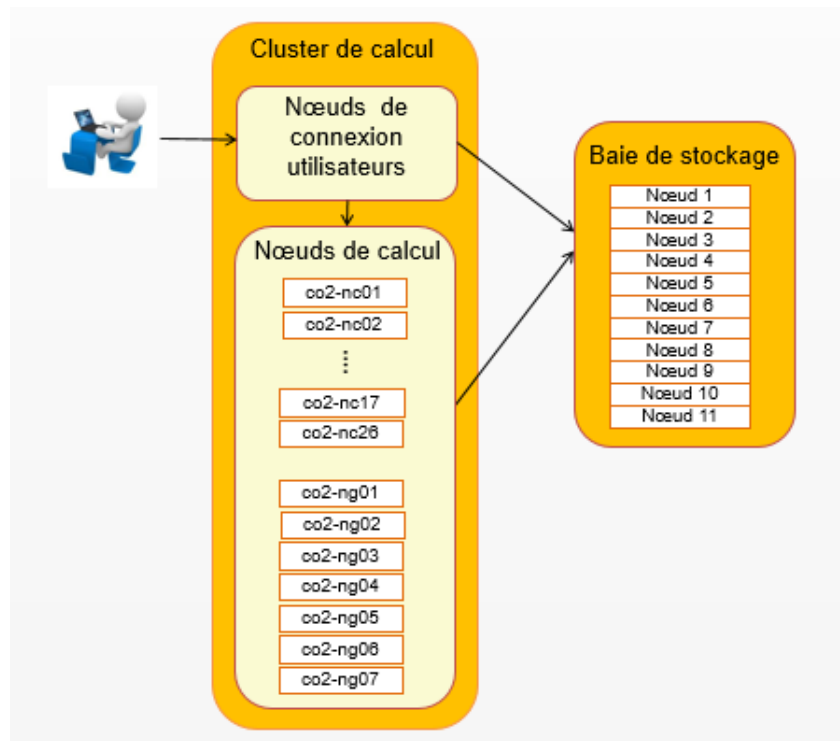 Cluster de calcul
Nœuds de
connexion
utilisateurs
Nœuds de calcul
co2-nc01
co2-nc02
co2-nc17
co2-nc26
co2-ng01
co2-ng02
co2-ng03
co2-ng04
co2-ng05
co2-ng06
co2-ng07
Baie de stockage
Nœud 1
Nœud 2
Nœud 3
Nœud 4
Nœud 5
Nœud 6
Nœud 7
Nœud 8
Nœud 9
Nœud 10
Nœud 11